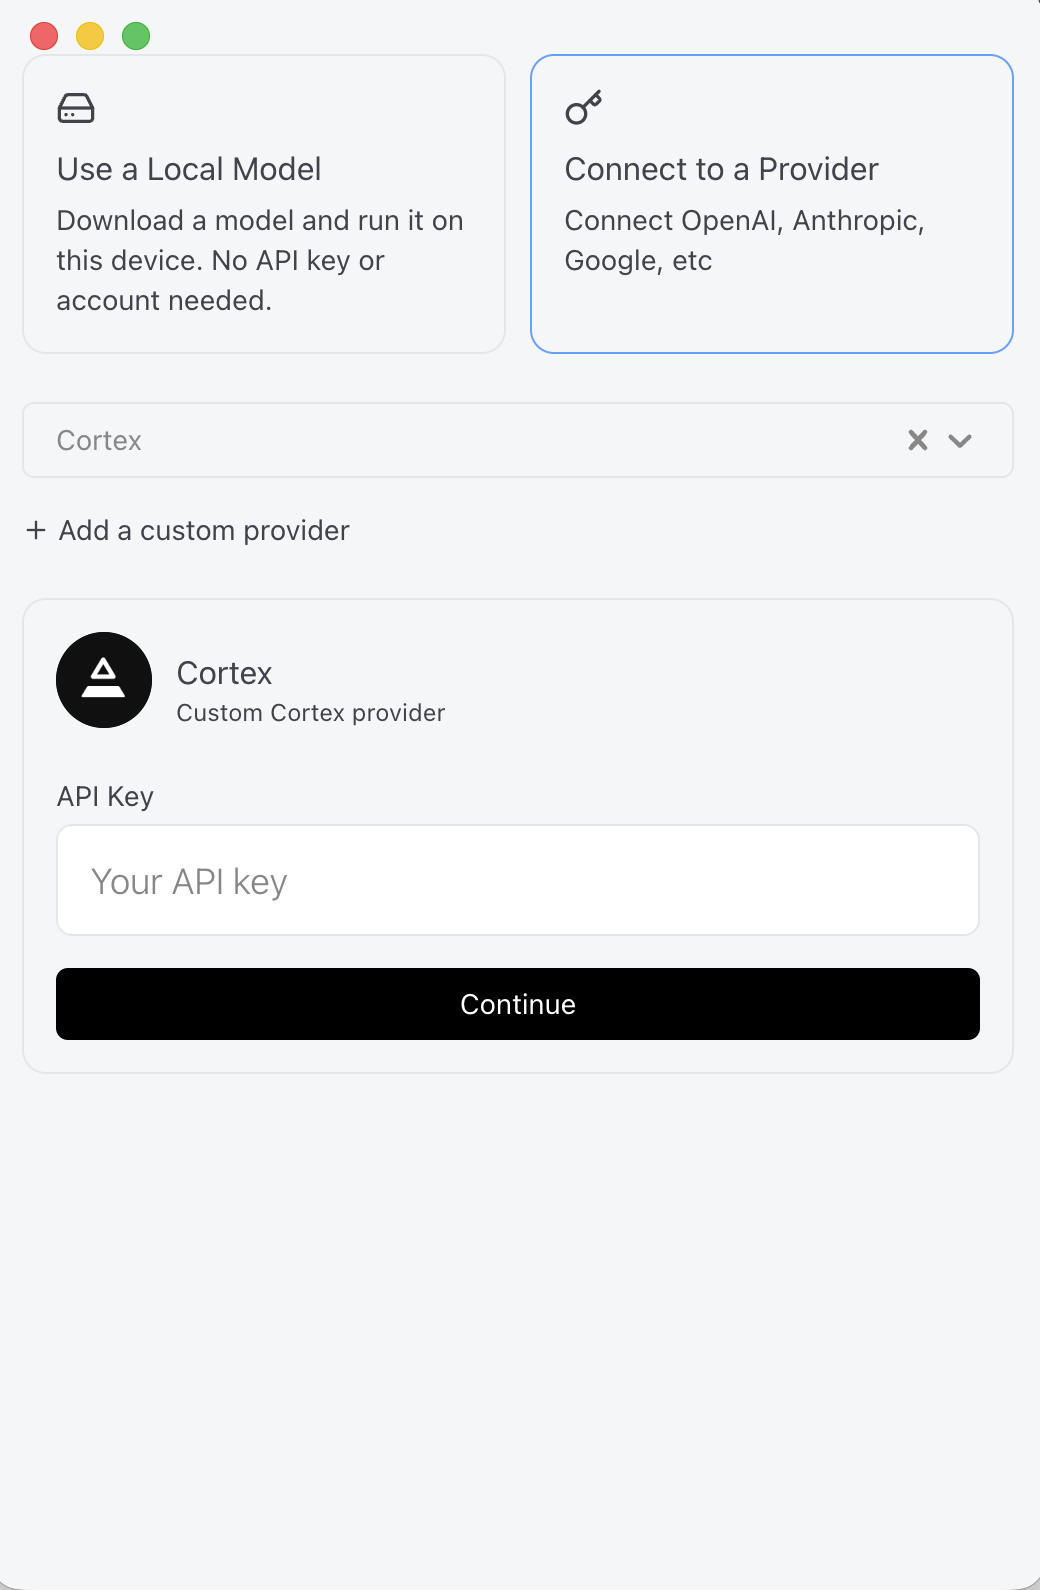 Use a Local Model
Download a model and run it on
this device. No API key or
account needed.
Connect to a Provider
Connect OpenAI, Anthropic,
Google, etc
Cortex
Add a custom provider
Cortex
Custom Cortex provider
API Key
Your API key
Continue